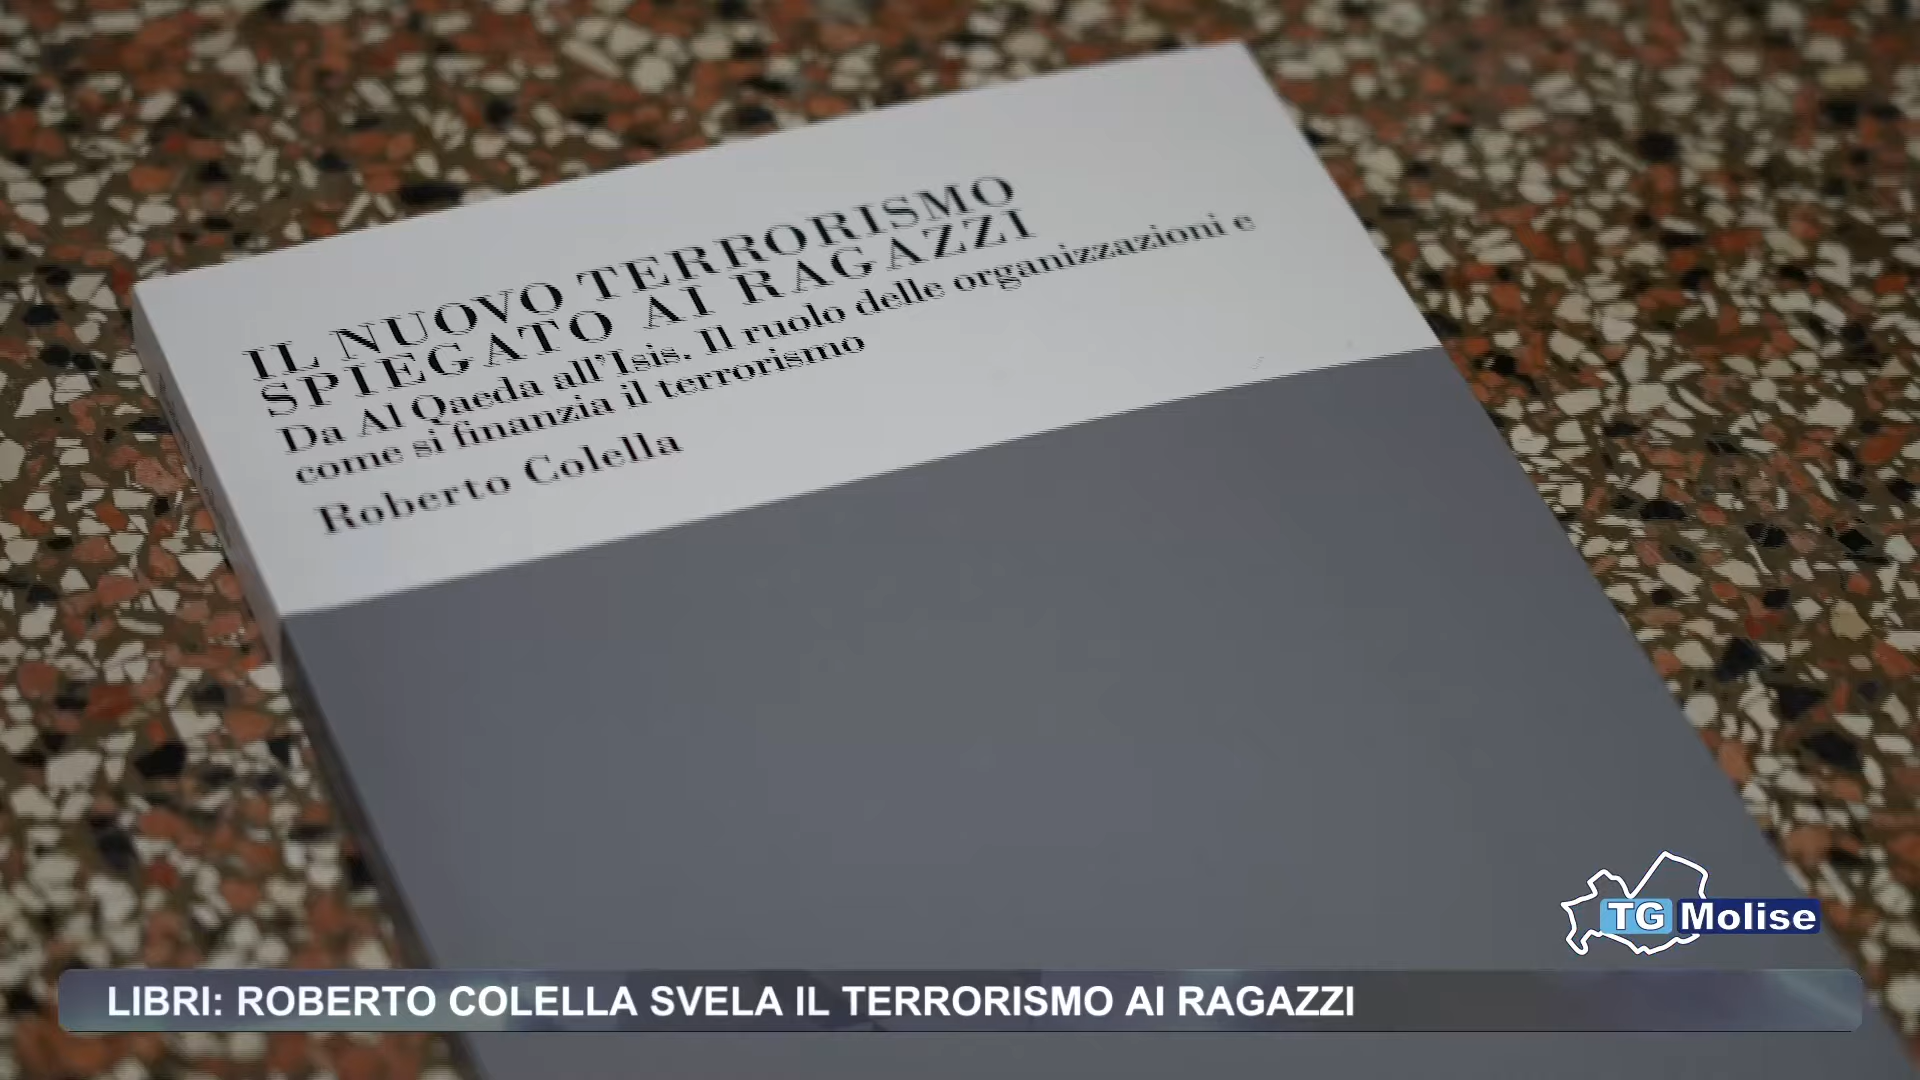 IL NUOVO TERRORISMO
SPIEGATO AI RAGAZZI
Da Al Qaeda all'Isis. Il ruolo delle organizzazioni e
come si finanzia il terrorismo
Roberto Colella
TG Molise
LIBRI: ROBERTO COLELLA SVELA IL TERRORISMO AI RAGAZZI